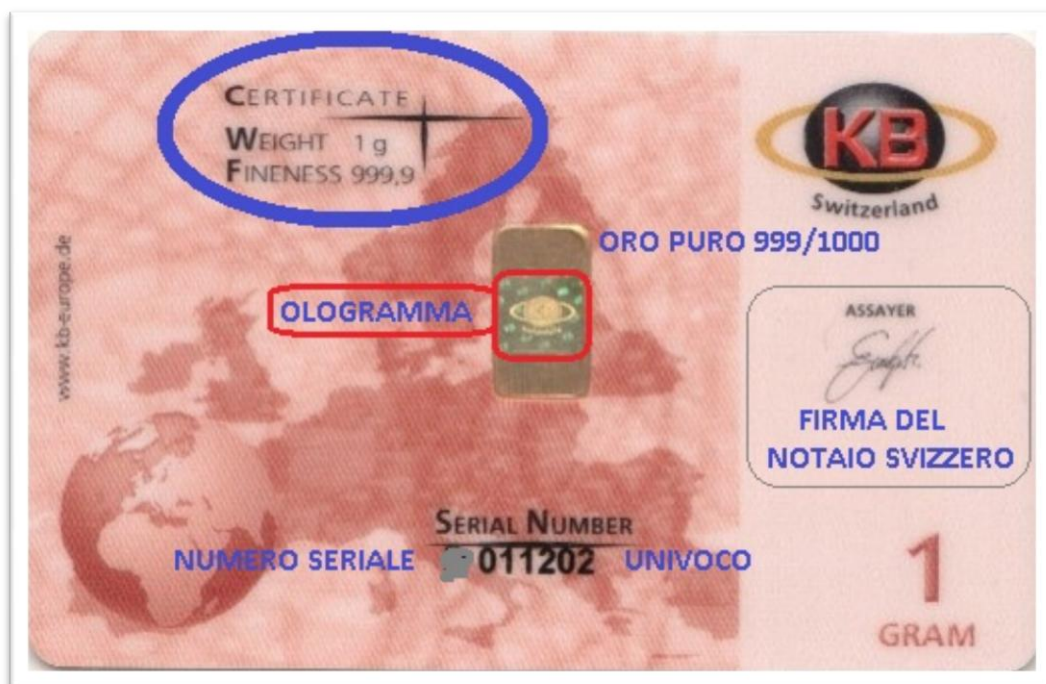 CERTIFICATE
WEIGHT 1 g
FINENESS 999,9
KB
Switzerland
ORO PURO 999/1000
www.kb-europe.de
OLOGRAMMA
ASSAYER
FIRMA DEL
NOTAIO SVIZZERO
SERIAL NUMBER
NUMERO SERIALE 011202 UNIVOCO
1
GRAM